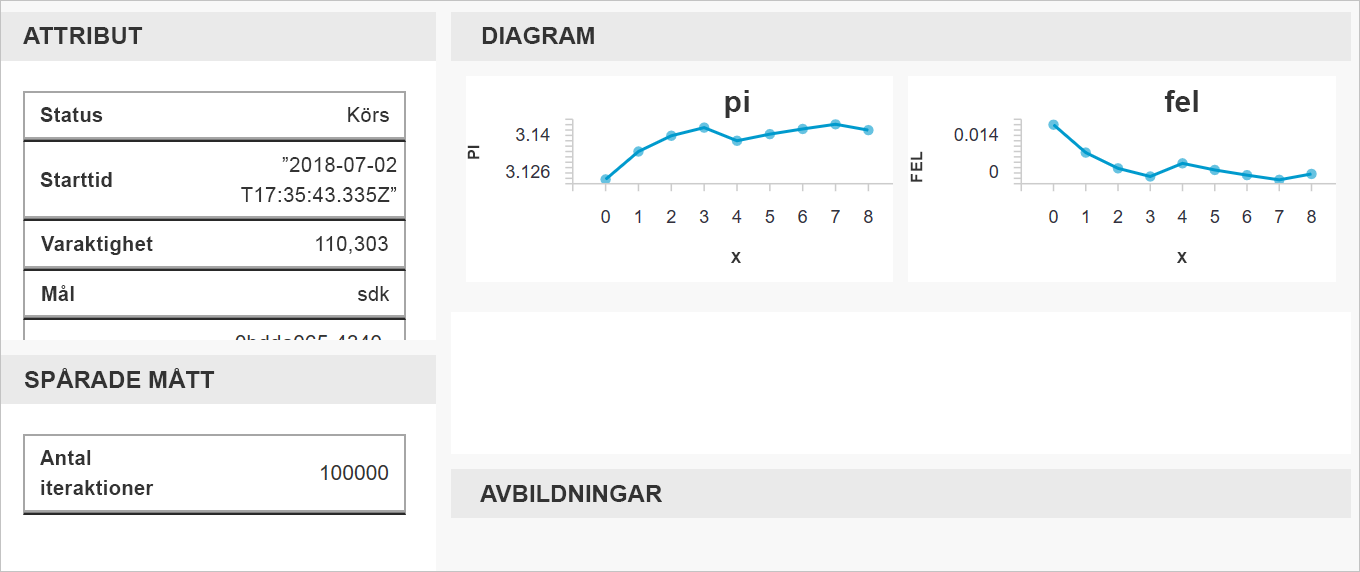 ATTRIBUT
Status Körs
Starttid ”2018-07-02
T17:35:43.335Z”
Varaktighet 110,303
Mål sdk
SPÅRADE MÅTT
Antal
iteraktioner 100000
DIAGRAM
pi
PI
3.14
3.126
0 1 2 3 4 5 6 7 8
X
fel
FEL
0.014
0
0 1 2 3 4 5 6 7 8
X
AVBILDNINGAR